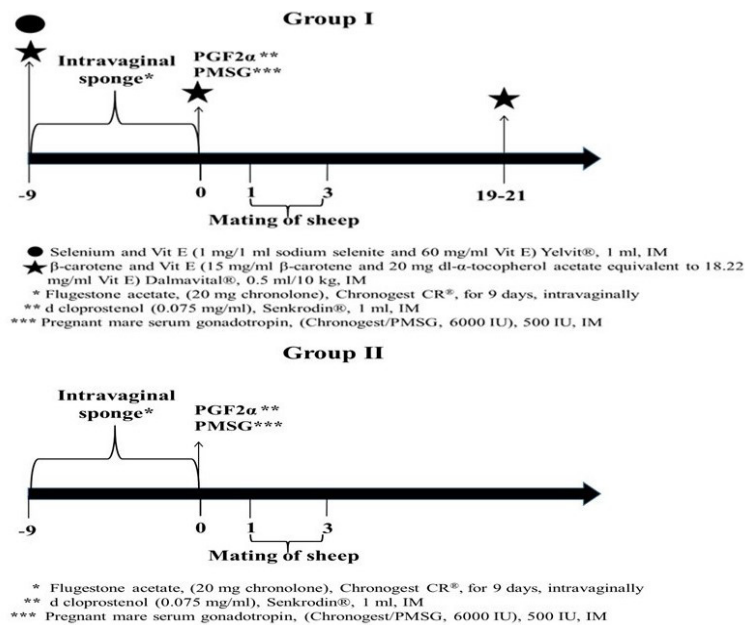 Group I
Intravaginal
sponge*
PGF2α **
PMSG***
-9
0
1
3
19-21
Mating of sheep
Selenium and Vit E (1 mg/1 ml sodium selenite and 60 mg/ml Vit E) Yelvit®, 1 ml, IM
β-carotene and Vit E (15 mg/ml β-carotene and 20 mg dl-α-tocopherol acetate equivalent to 18.22
mg/ml Vit E) Dalmavital®, 0.5 ml/10 kg, IM
* Flugestone acetate, (20 mg chronolone), Chronogest CR®, for 9 days, intravaginally
** d cloprostenol (0.075 mg/ml), Senkrodin®, 1 ml, IM
*** Pregnant mare serum gonadotropin, (Chronogest/PMSG, 6000 IU), 500 IU, IM
Group II
Intravaginal
sponge*
PGF2α **
PMSG***
-9
0
1
3
Mating of sheep
* Flugestone acetate, (20 mg chronolone), Chronogest CR®, for 9 days, intravaginally
** d cloprostenol (0.075 mg/ml), Senkrodin®, 1 ml, IM
*** Pregnant mare serum gonadotropin, (Chronogest/PMSG, 6000 IU), 500 IU, IM